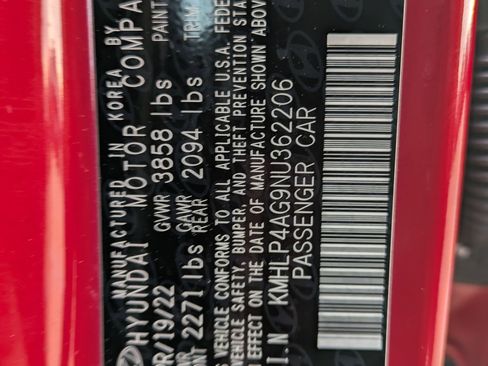 MANUFACTURED IN KOREA BY
HYUNDAI MOTOR COMPA
R/19/22 GVWR 3858 lbs PAINT
GAWR
2271 lbs REAR 2094 lbs TRIM
VEHICLE CONFORMS TO ALL APPLICABLE U.S.A. FEDE
VEHICLE SAFETY, BUMPER, AND THEFT PREVENTION STAN
EFFECT ON THE DATE OF MANUFACTURE SHOWN ABOV
I.N KMHLP4AG9NU362206
PASSENGER CAR